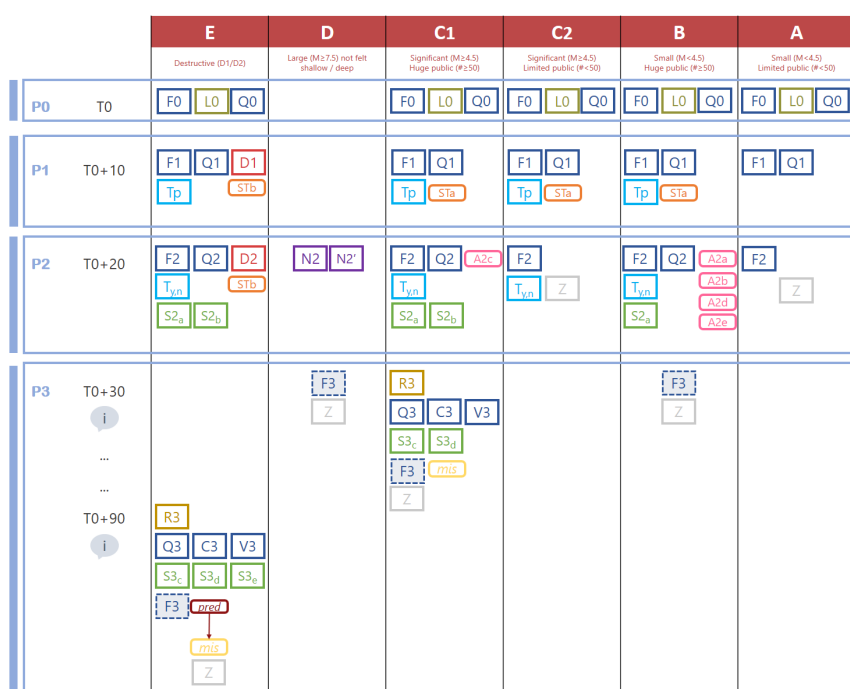 E D C1 C2 B A
Destructive (D1/D2) Large (M≥7.5) not felt Significant (M≥4.5) Significant (M≥4.5) Small (M<4.5) Small (M<4.5)
shallow / deep Huge public (#≥50) Limited public (#<50) Huge public (#≥50) Limited public (#<50)
P0 T0 F0 L0 Q0 F0 L0 Q0 F0 L0 Q0 F0 L0 Q0 F0 L0 Q0
P1 T0+10 F1 Q1 D1 F1 Q1 F1 Q1 F1 Q1 F1 Q1
Tp STb Tp STa Tp STa Tp STa
P2 T0+20 F2 Q2 D2 N2 N2' F2 Q2 A2c F2 F2 Q2 A2a F2
Ty,n STb Ty,n Ty,n Z Ty,n A2b Z
S2a S2b S2a S2b S2a A2d
A2e
P3 T0+30 F3 R3 F3
i Z Q3 C3 V3 Z
... S3c S3d
... F3 mis
Z
T0+90 R3
i Q3 C3 V3
S3c S3d S3e
F3 pred
mis
Z